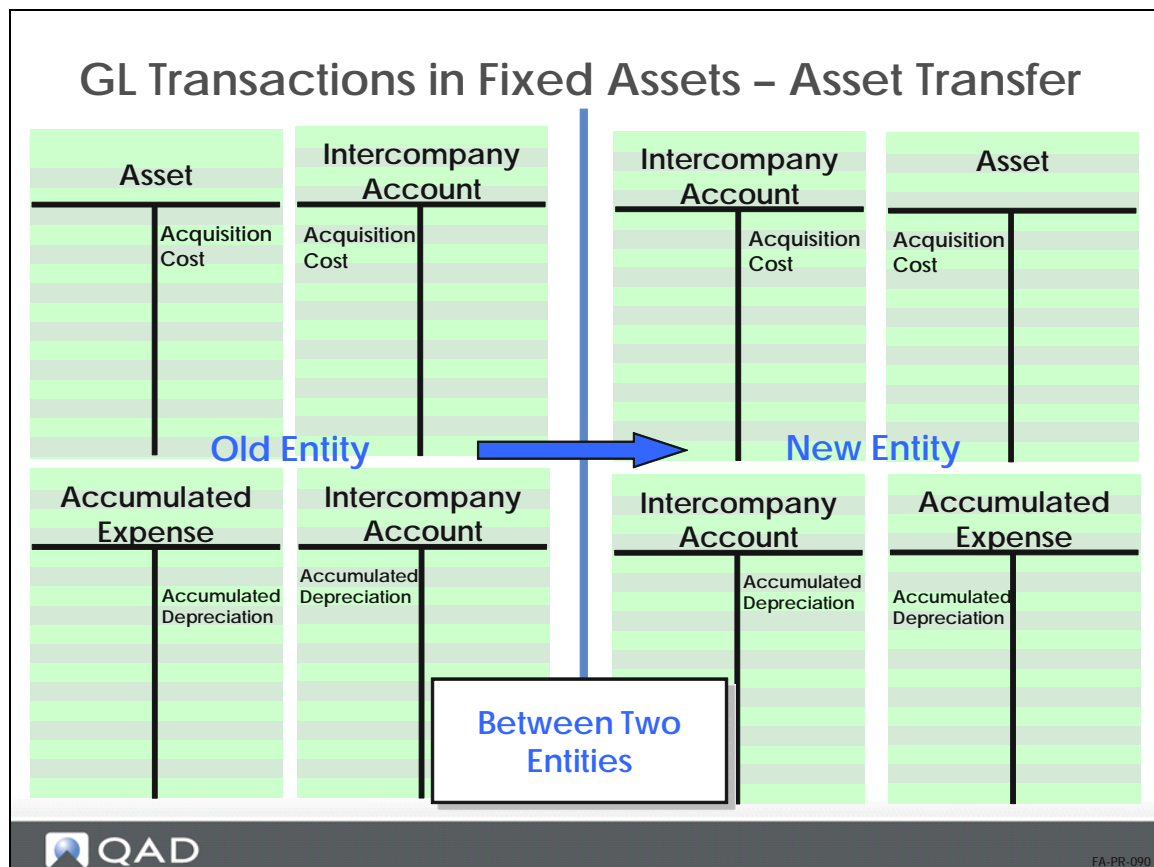 GL Transactions in Fixed Assets – Asset Transfer
Asset
Acquisition
Cost
Intercompany
Account
Acquisition
Cost
Intercompany
Account
Acquisition
Cost
Asset
Acquisition
Cost
Old Entity
New Entity
Accumulated
Expense
Accumulated
Depreciation
Intercompany
Account
Accumulated
Depreciation
Intercompany
Account
Accumulated
Depreciation
Accumulated
Expense
Accumulated
Depreciation
Between Two
Entities
QAD
FA-PR-090